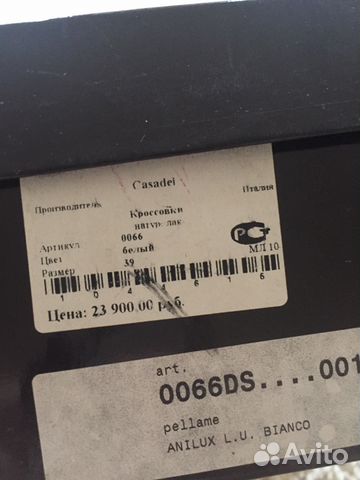 Casadei
Производитель Италия
Кроссовки
натур. лак
Артикул 0066
Цвет белый
Размер 39
МЛ10
1 0 4 4 6 1 6
Цена: 23 900.00 руб.
art.
0066DS....001
pellame
ANILUX L.U. BIANCO
Avito